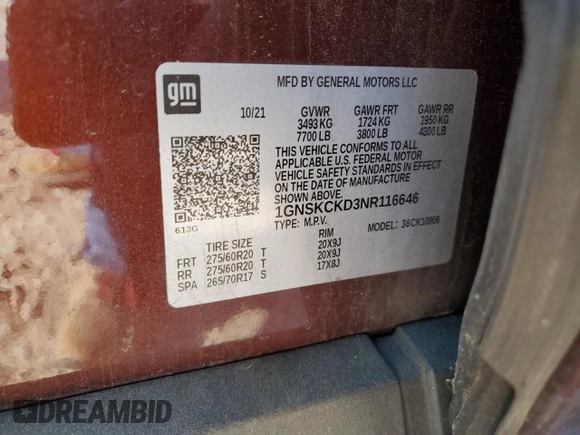 gm
MFD BY GENERAL MOTORS LLC
10/21 GVWR GAWR FRT GAWR RR
3493 KG 1724 KG 1950 KG
7700 LB 3800 LB 4300 LB
THIS VEHICLE CONFORMS TO ALL
APPLICABLE U.S. FEDERAL MOTOR
VEHICLE SAFETY STANDARDS IN EFFECT
ON THE DATE OF MANUFACTURE
1GNSKCKD3NR116646
613G
TYPE: M.P.V. MODEL: 36CK10906
TIRE SIZE RIM
FRT 275/60R20 T 20X9J
RR 275/60R20 T 20X9J
SPA 265/70R17 S 17X8J
DREAMBID